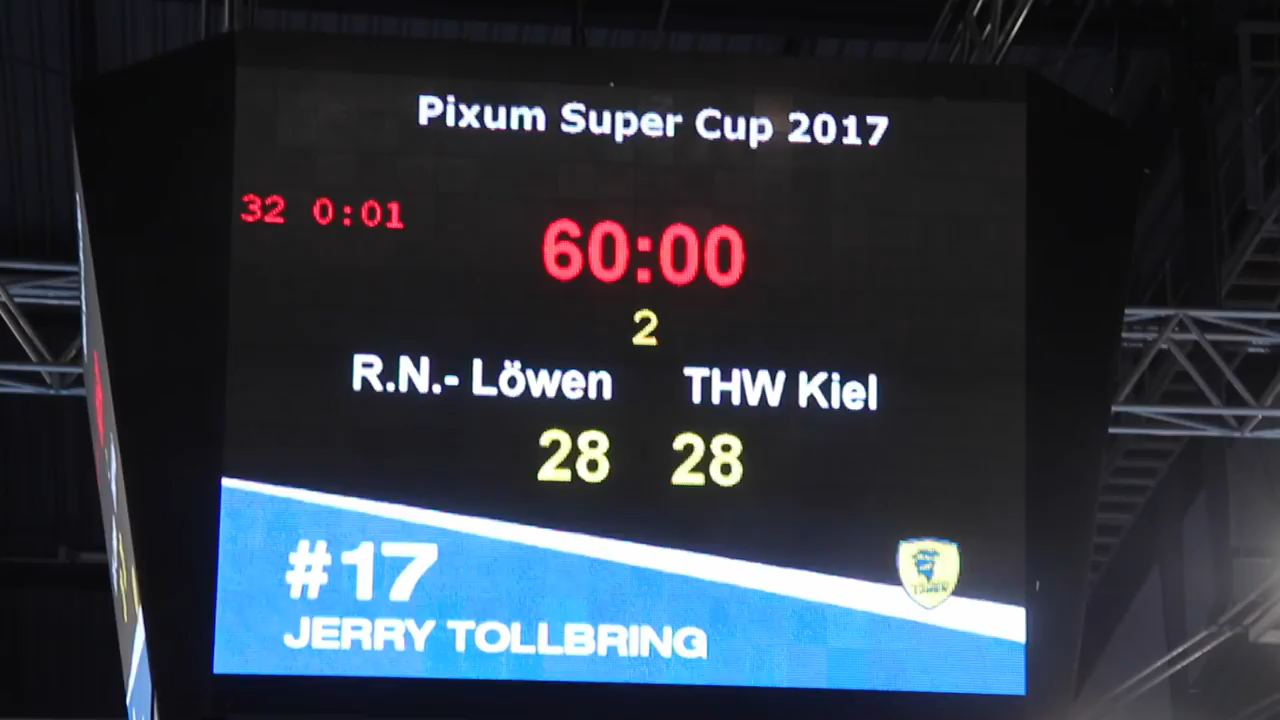 Pixum Super Cup 2017
32 0:01
60:00
2
R.N.- Löwen THW Kiel
28 28
#17
JERRY TOLLBRING